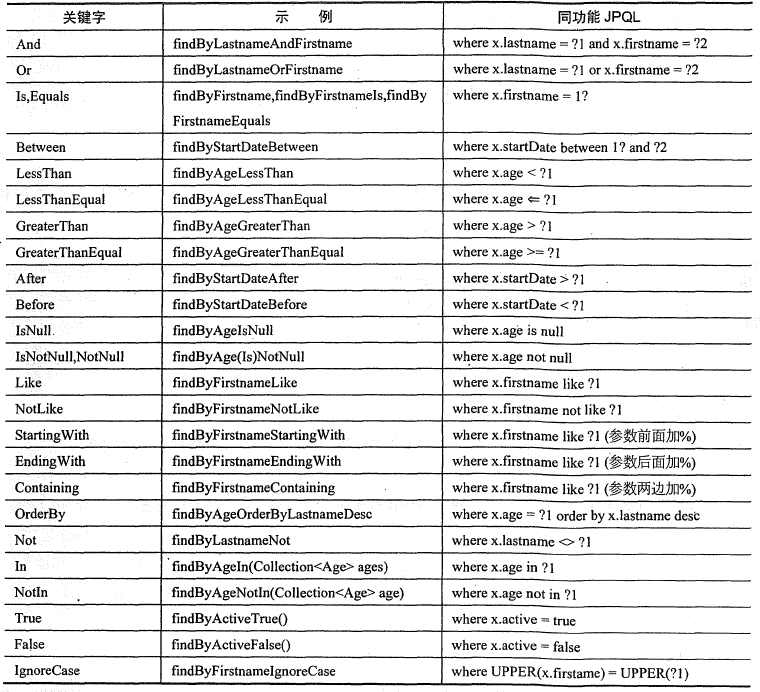 关键字 示 例 同功能 JPQL
And findByLastnameAndFirstname where x.lastname = ?1 and x.firstname = ?2
Or findByLastnameOrFirstname where x.lastname = ?1 or x.firstname = ?2
Is,Equals findByFirstname,findByFirstnameIs,findBy where x.firstname = 1?
FirstnameEquals
Between findByStartDateBetween where x.startDate between 1? and ?2
LessThan findByAgeLessThan where x.age < ?1
LessThanEqual findByAgeLessThanEqual where x.age ⇐ ?1
GreaterThan findByAgeGreaterThan where x.age > ?1
GreaterThanEqual findByAgeGreaterThanEqual where x.age >= ?1
After findByStartDateAfter where x.startDate > ?1
Before findByStartDateBefore where x.startDate < ?1
IsNull findByAgeIsNull where x.age is null
IsNotNull,NotNull findByAge(Is)NotNull where x.age not null
Like findByFirstnameLike where x.firstname like ?1
NotLike findByFirstnameNotLike where x.firstname not like ?1
StartingWith findByFirstnameStartingWith where x.firstname like ?1 (参数前面加%)
EndingWith findByFirstnameEndingWith where x.firstname like ?1 (参数后面加%)
Containing findByFirstnameContaining where x.firstname like ?1 (参数两边加%)
OrderBy findByAgeOrderByLastnameDesc where x.age = ?1 order by x.lastname desc
Not findByLastnameNot where x.lastname <> ?1
In findByAgeIn(Collection<Age> ages) where x.age in ?1
NotIn findByAgeNotIn(Collection<Age> age) where x.age not in ?1
True findByActiveTrue() where x.active = true
False findByActiveFalse() where x.active = false
IgnoreCase findByFirstnameIgnoreCase where UPPER(x.firstame) = UPPER(?1)